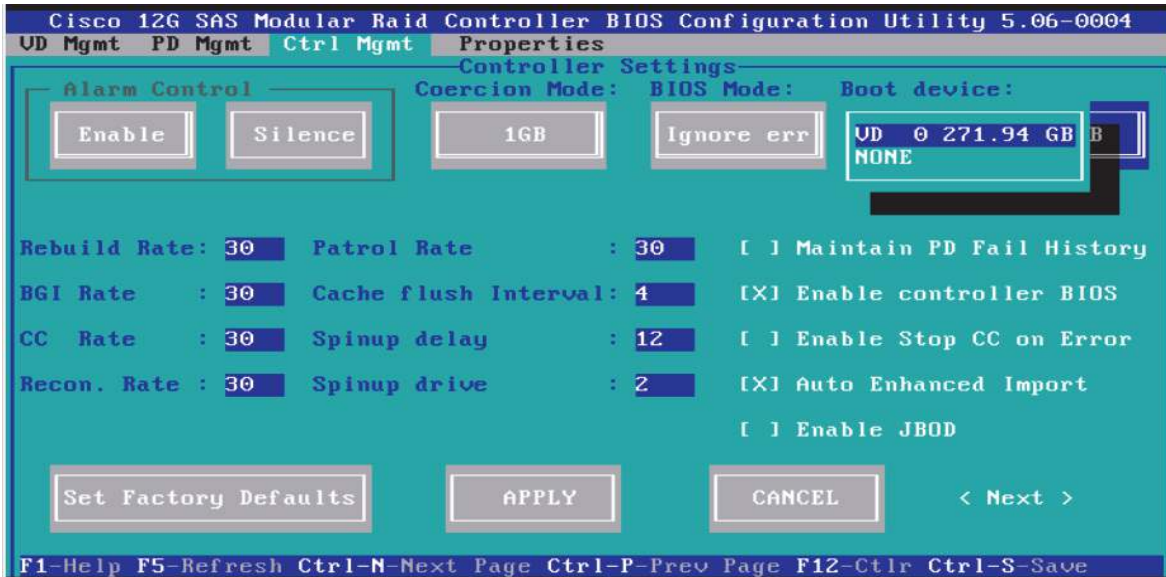 Cisco 12G SAS Modular Raid Controller BIOS Configuration Utility 5.06-0004
VD Mgmt PD Mgmt Ctrl Mgmt Properties
Controller Settings
Alarm Control Coercion Mode: BIOS Mode: Boot device:
Enable Silence 1GB Ignore err VD 0 271.94 GB B
NONE
Rebuild Rate: 30 Patrol Rate : 30 [ ] Maintain PD Fail History
BGI Rate : 30 Cache flush Interval: 4 [X] Enable controller BIOS
CC Rate : 30 Spinup delay : 12 [ ] Enable Stop CC on Error
Recon. Rate : 30 Spinup drive : 2 [X] Auto Enhanced Import
[ ] Enable JBOD
Set Factory Defaults APPLY CANCEL < Next >
F1-Help F5-Refresh Ctrl-N-Next Page Ctrl-P-Prev Page F12-Ctlr Ctrl-S-Save